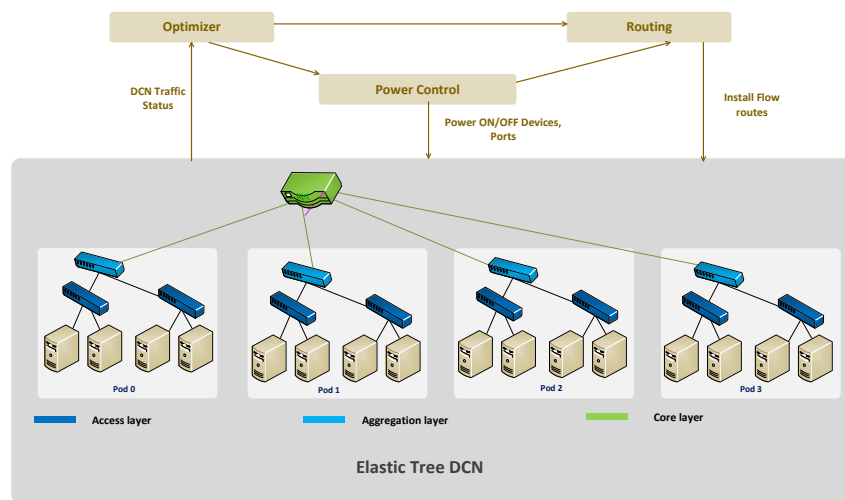 Optimizer
Routing
DCN Traffic
Status
Power Control
Install Flow
routes
Power ON/OFF Devices,
Ports
Pod 0
Pod 1
Pod 2
Pod 3
Access layer
Aggregation layer
Core layer
Elastic Tree DCN